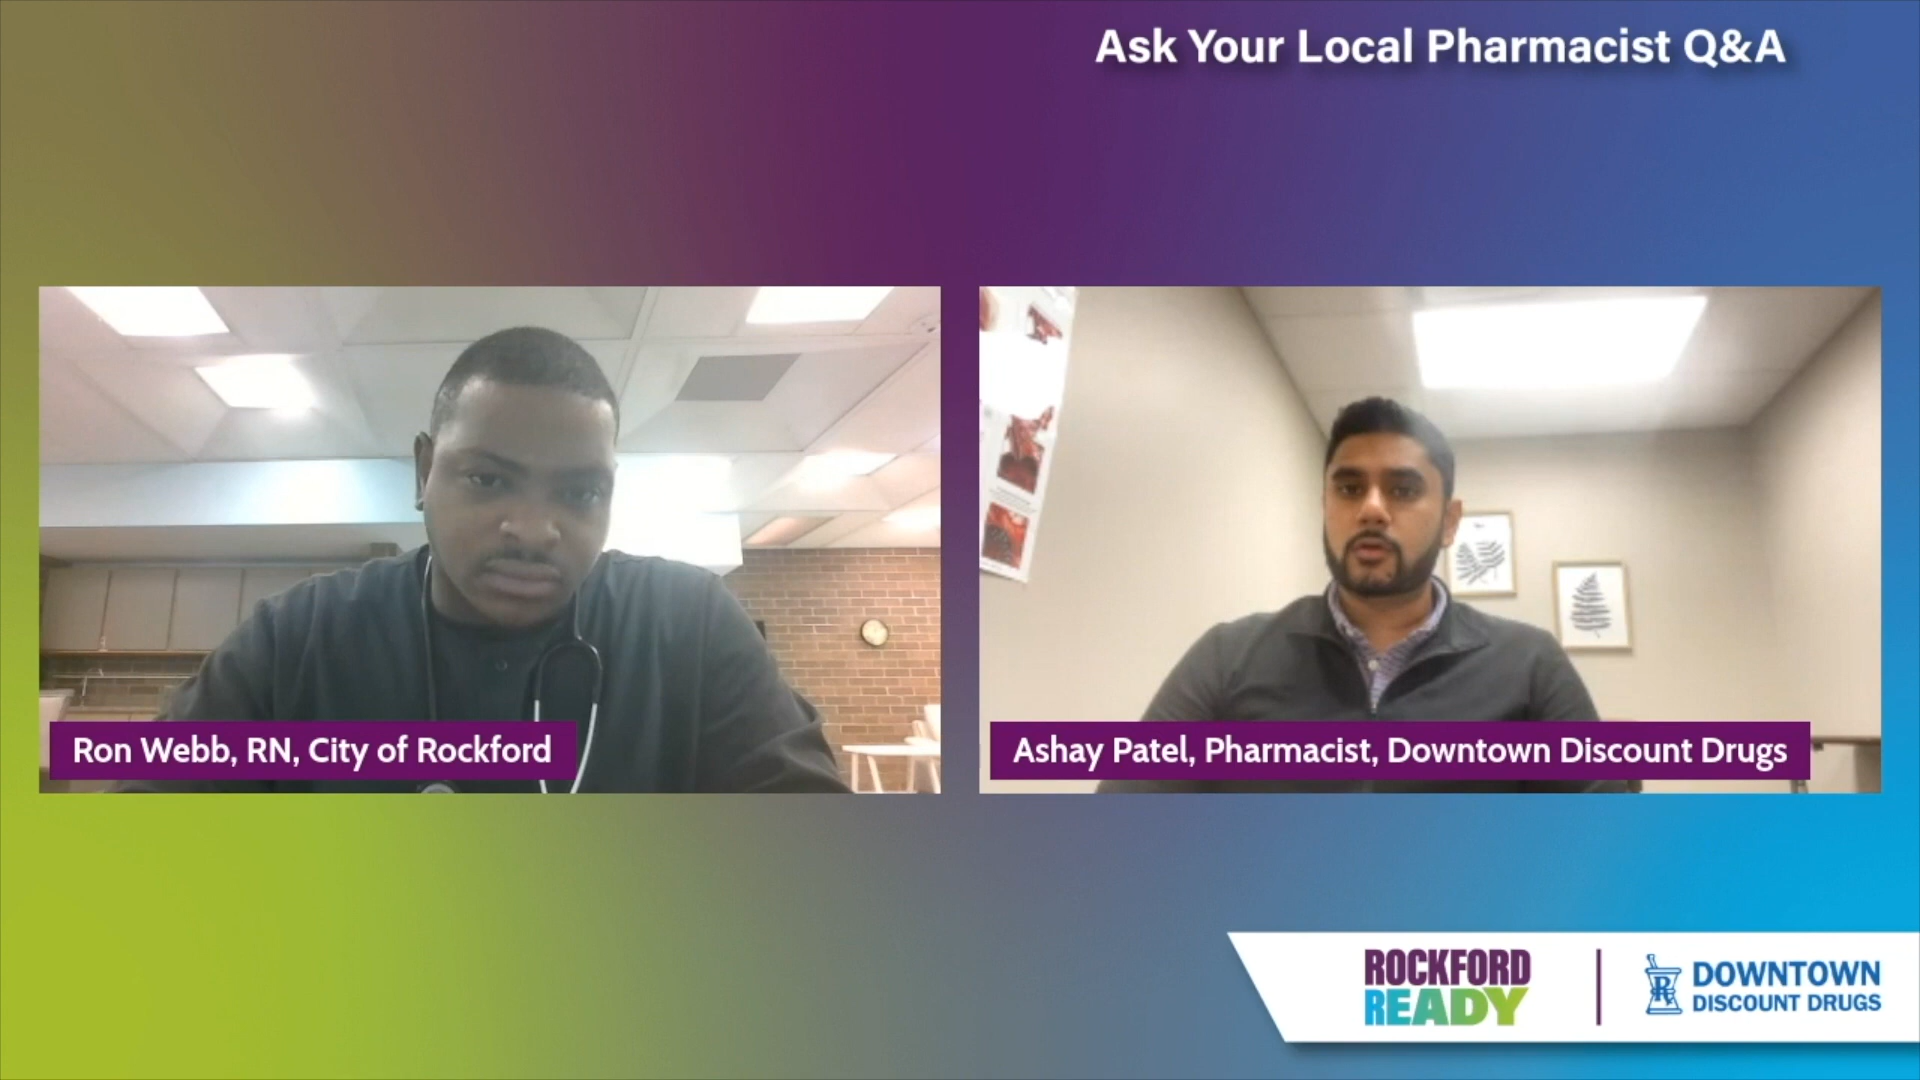 Ask Your Local Pharmacist Q&A
Ron Webb, RN, City of Rockford
Ashay Patel, Pharmacist, Downtown Discount Drugs
ROCKFORD
READY
DOWNTOWN
DISCOUNT DRUGS